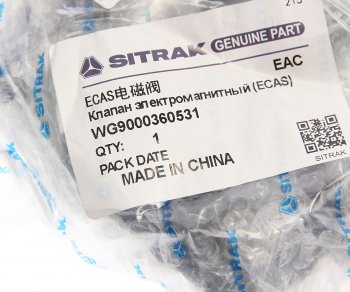 SITRAK GENUINE PART
EAC
ECAS电磁阀
Клапан электромагнитный (ECAS)
WG9000360531
QTY: 1
PACK DATE
MADE IN CHINA
SITRAK